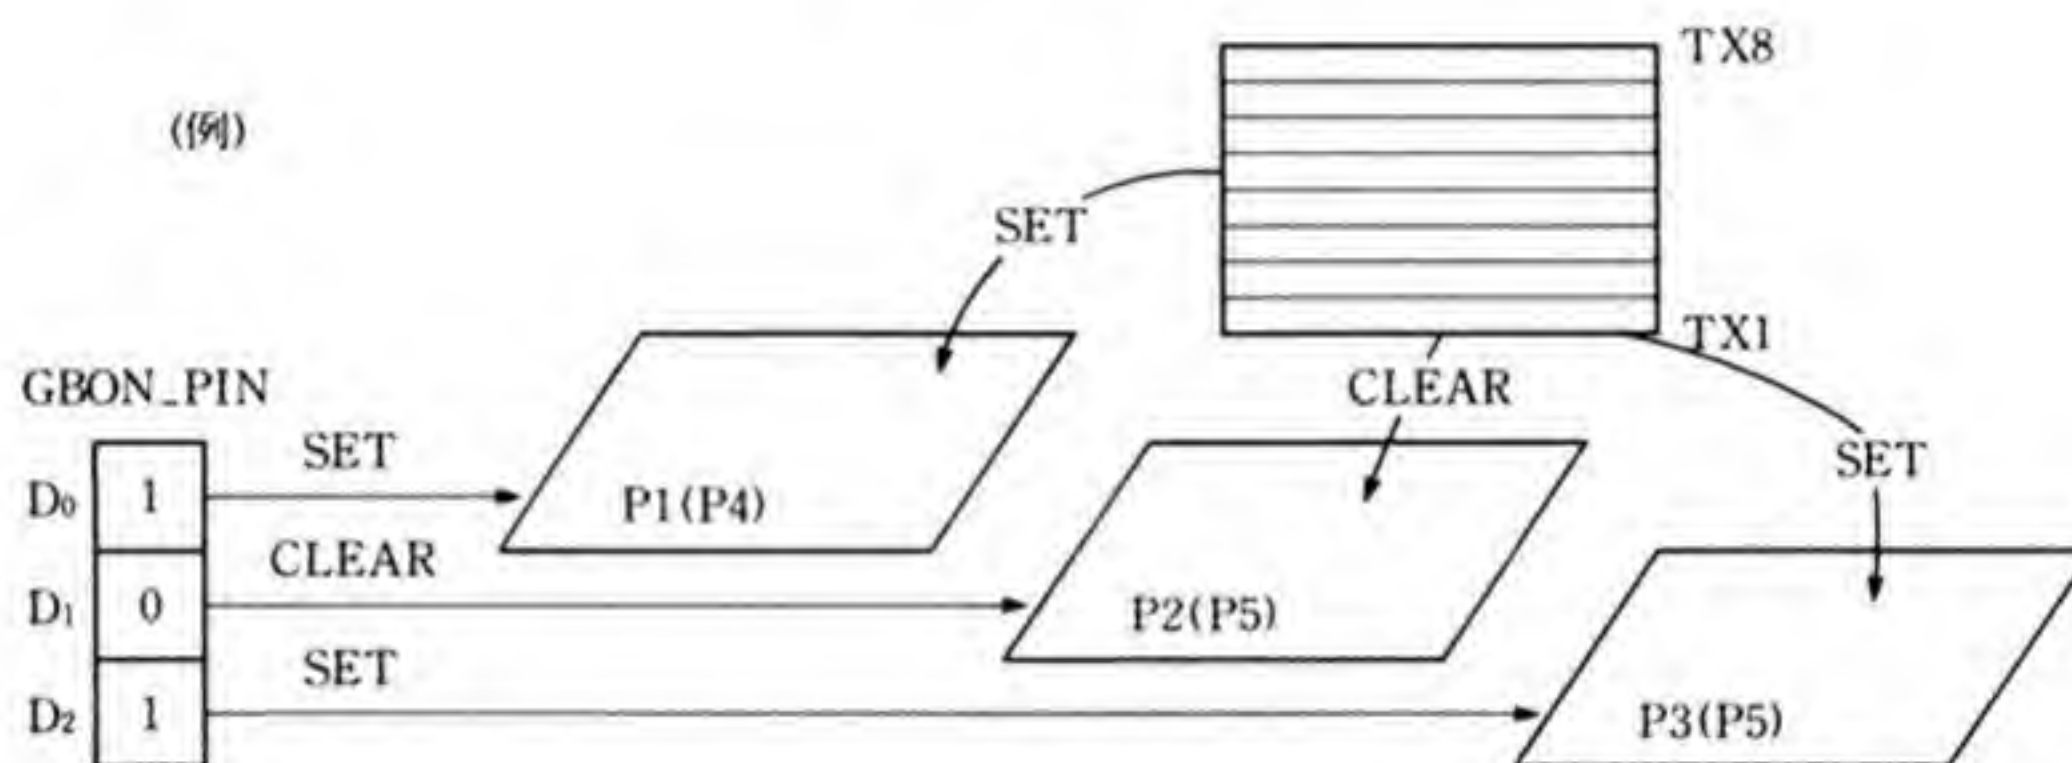 TX8
(例)
SET
TX1
GBON_PIN
CLEAR
SET
SET
D0 1
P1(P4)
CLEAR
D1 0
P2(P5)
SET
D2 1
P3(P5)